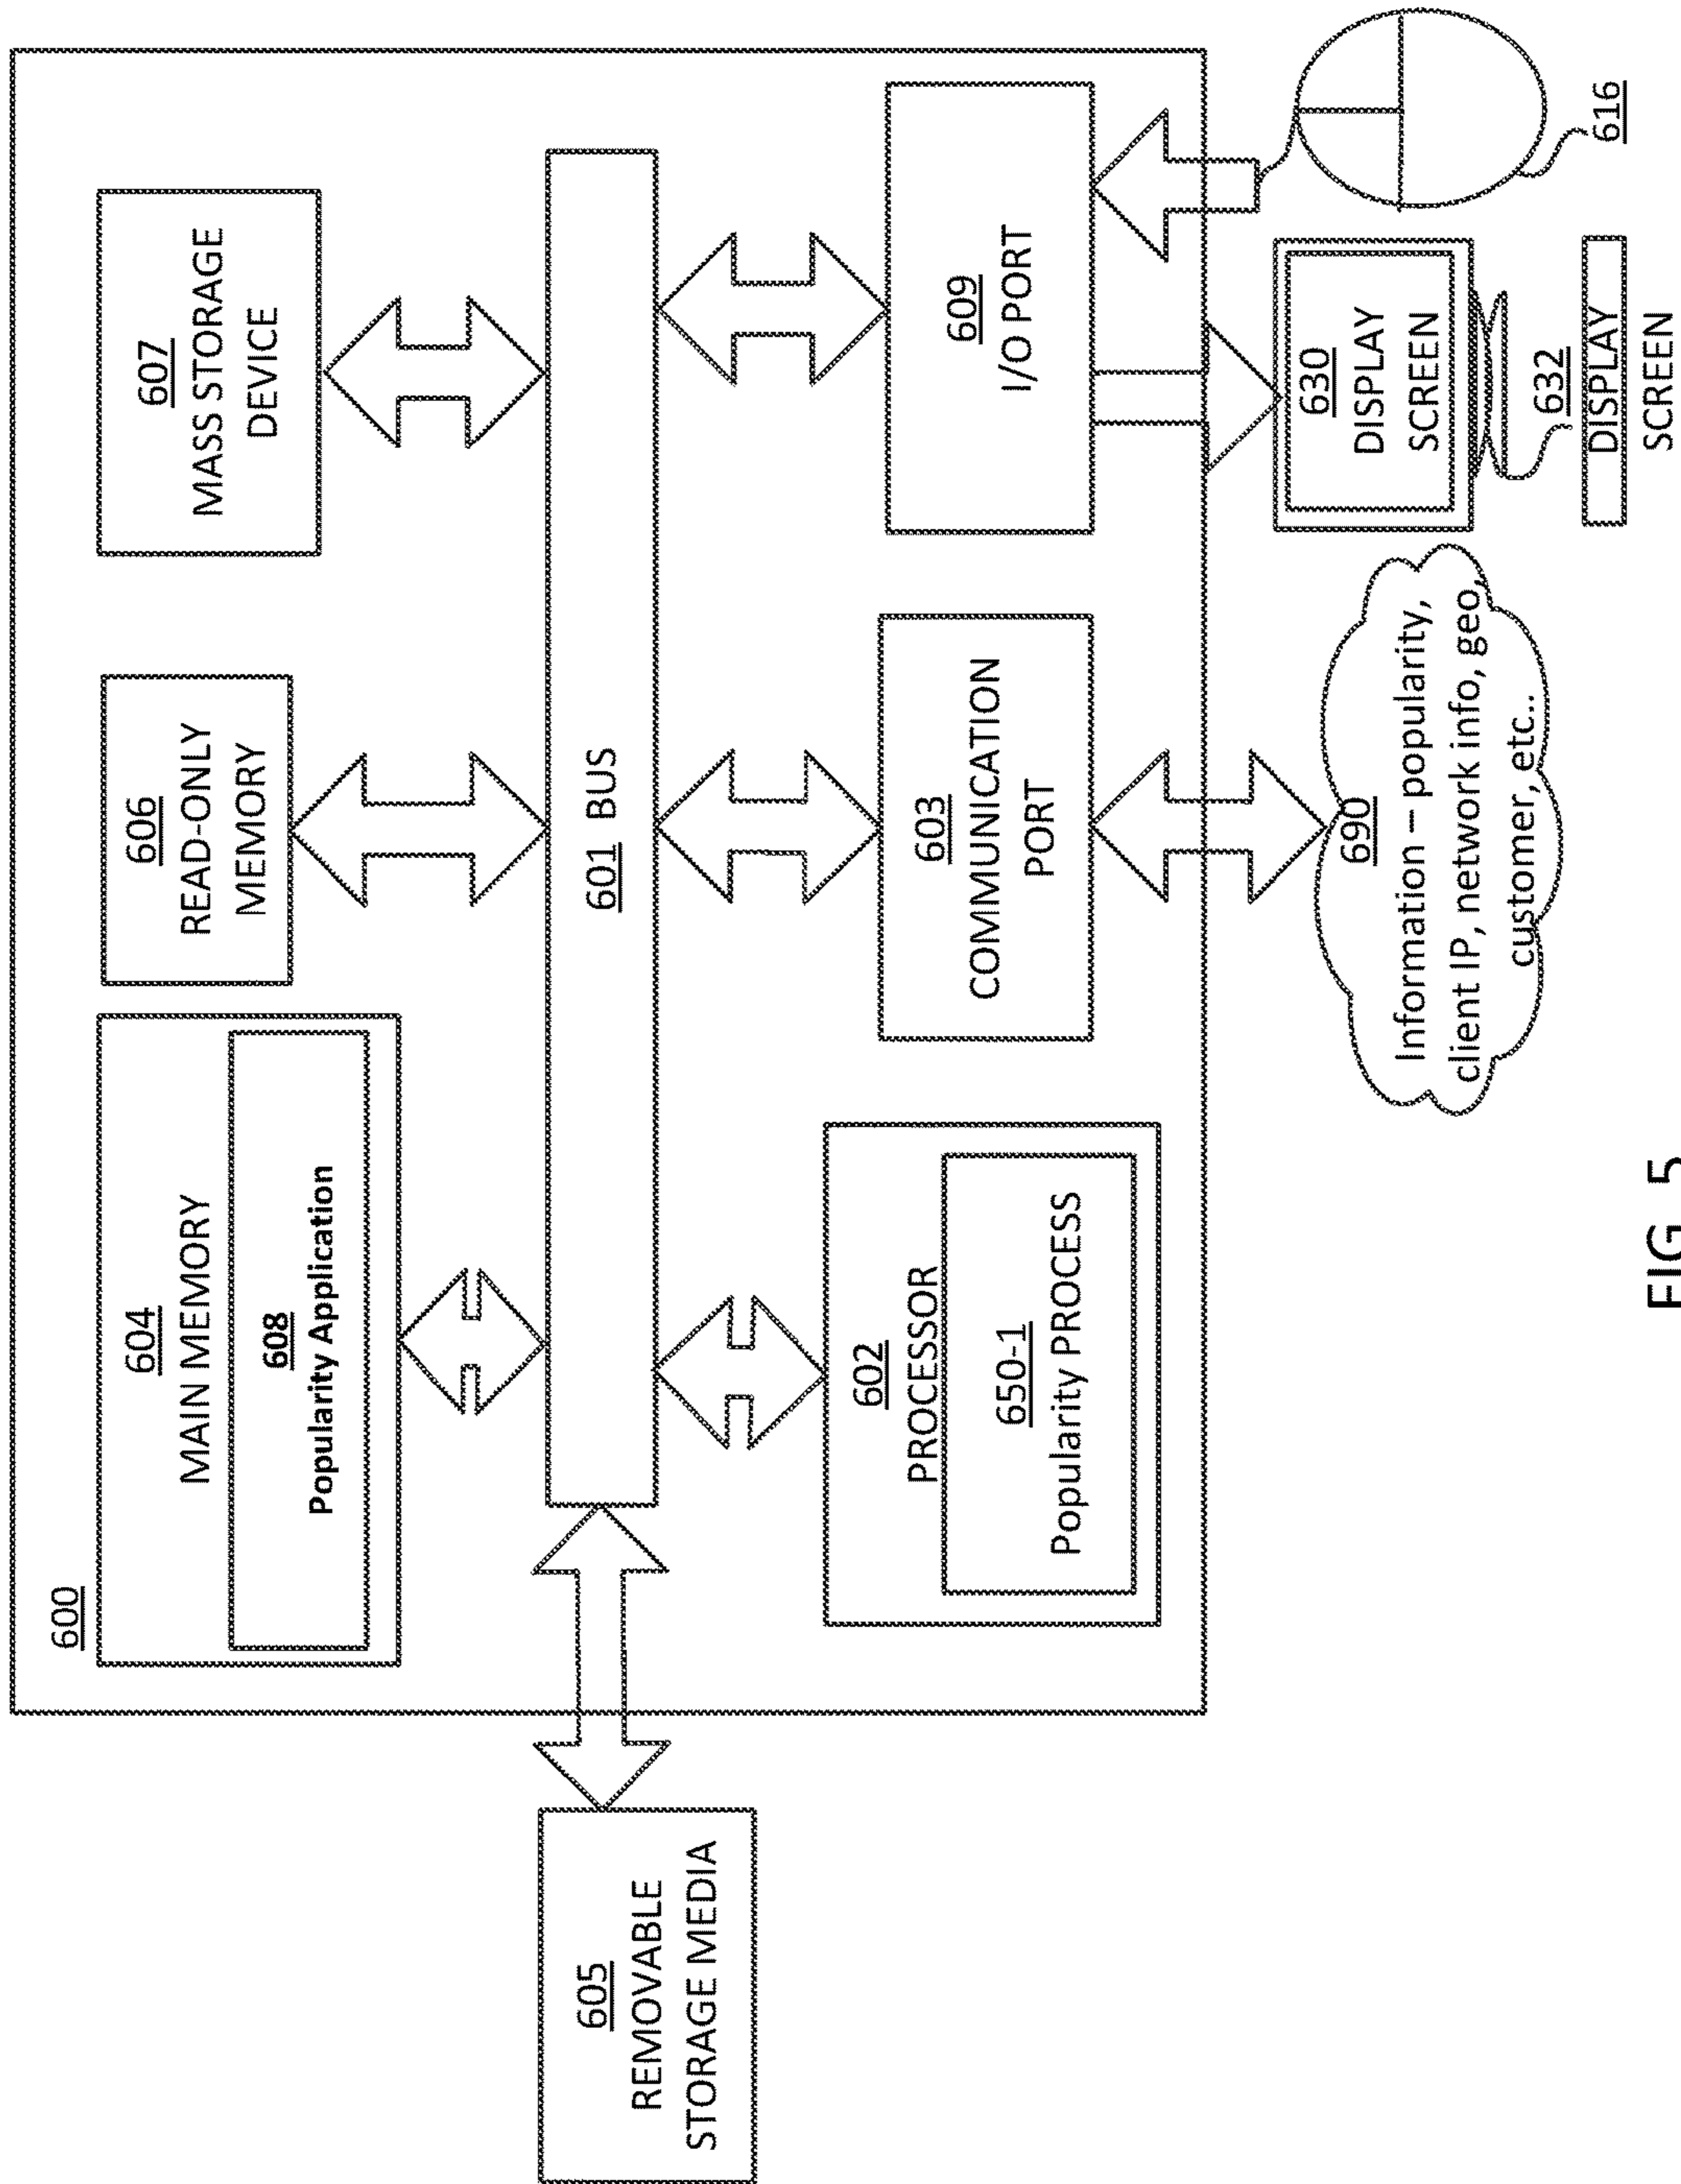 600
604
MAIN MEMORY
608
Popularity Application
606
READ-ONLY
MEMORY
607
MASS STORAGE
DEVICE
605
REMOVABLE
STORAGE MEDIA
601 BUS
602
PROCESSOR
650-1
Popularity PROCESS
603
COMMUNICATION
PORT
609
I/O PORT
690
Information – popularity,
client IP, network info, geo,
customer, etc..
630
DISPLAY
SCREEN
632
DISPLAY
SCREEN
616
FIG. 5